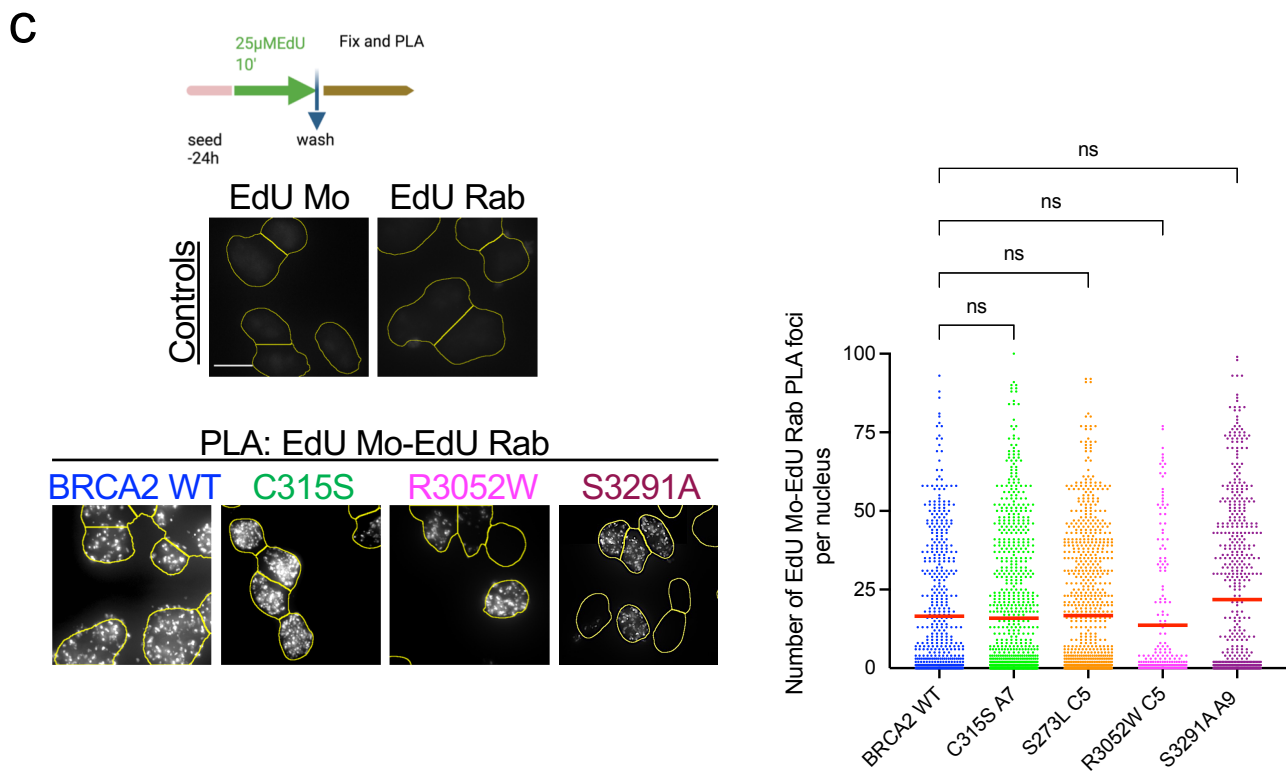 C
25µMEdU
10'
Fix and PLA
seed
-24h
wash
EdU Mo
EdU Rab
Controls
PLA: EdU Mo-EdU Rab
BRCA2 WT
C315S
R3052W
S3291A
ns
ns
ns
ns
Number of EdU Mo-EdU Rab PLA foci
per nucleus
100
75
50
25
0
BRCA2 WT
C315S A7
S273L C5
R3052W C5
S3291A A9